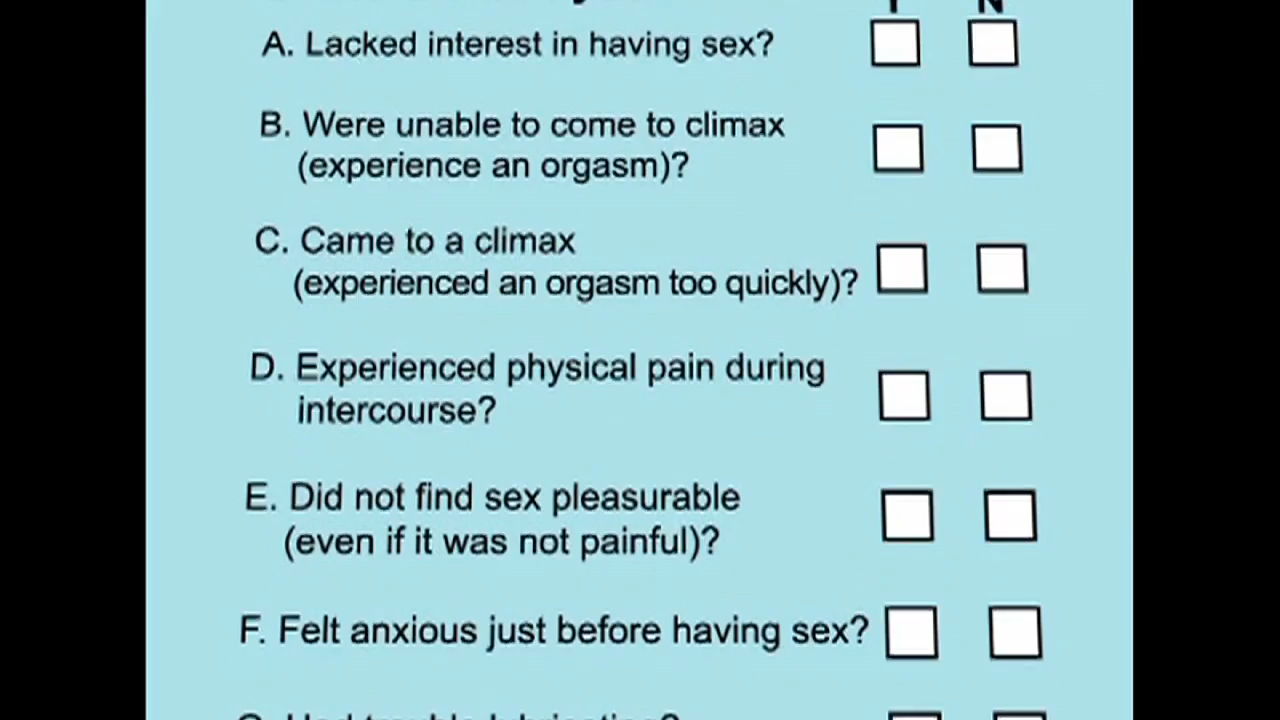 A. Lacked interest in having sex?
B. Were unable to come to climax
(experience an orgasm)?
C. Came to a climax
(experienced an orgasm too quickly)?
D. Experienced physical pain during
intercourse?
E. Did not find sex pleasurable
(even if it was not painful)?
F. Felt anxious just before having sex?